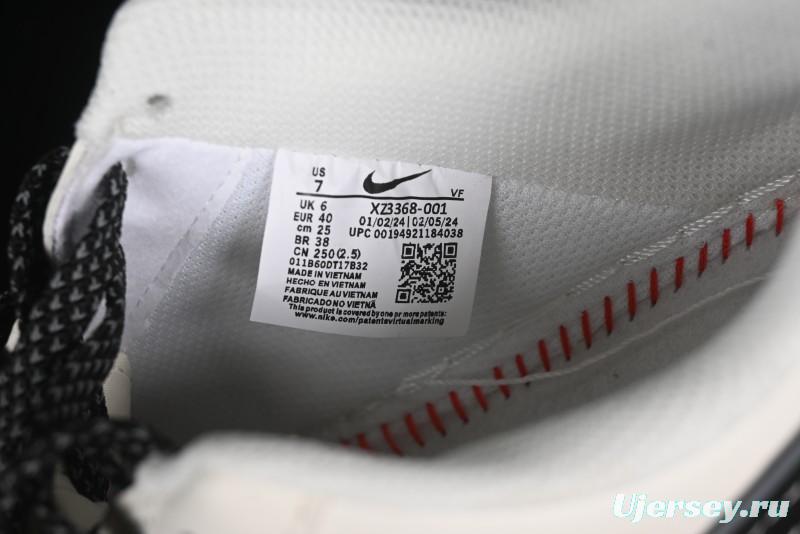 US
7
VF
UK 6
XZ3368-001
EUR 40
01/02/24 | 02/05/24
cm 25
UPC 00194921184038
BR 38
CN 250(2.5)
011B60DT17B32
MADE IN VIETNAM
HECHO EN VIETNAM
FABRIQUE AU VIETNAM
FABRICADO NO VIETNÃ
This product is covered by one or more patents:
www.nike.com/patentsvirtualmarking
Ujersey.ru